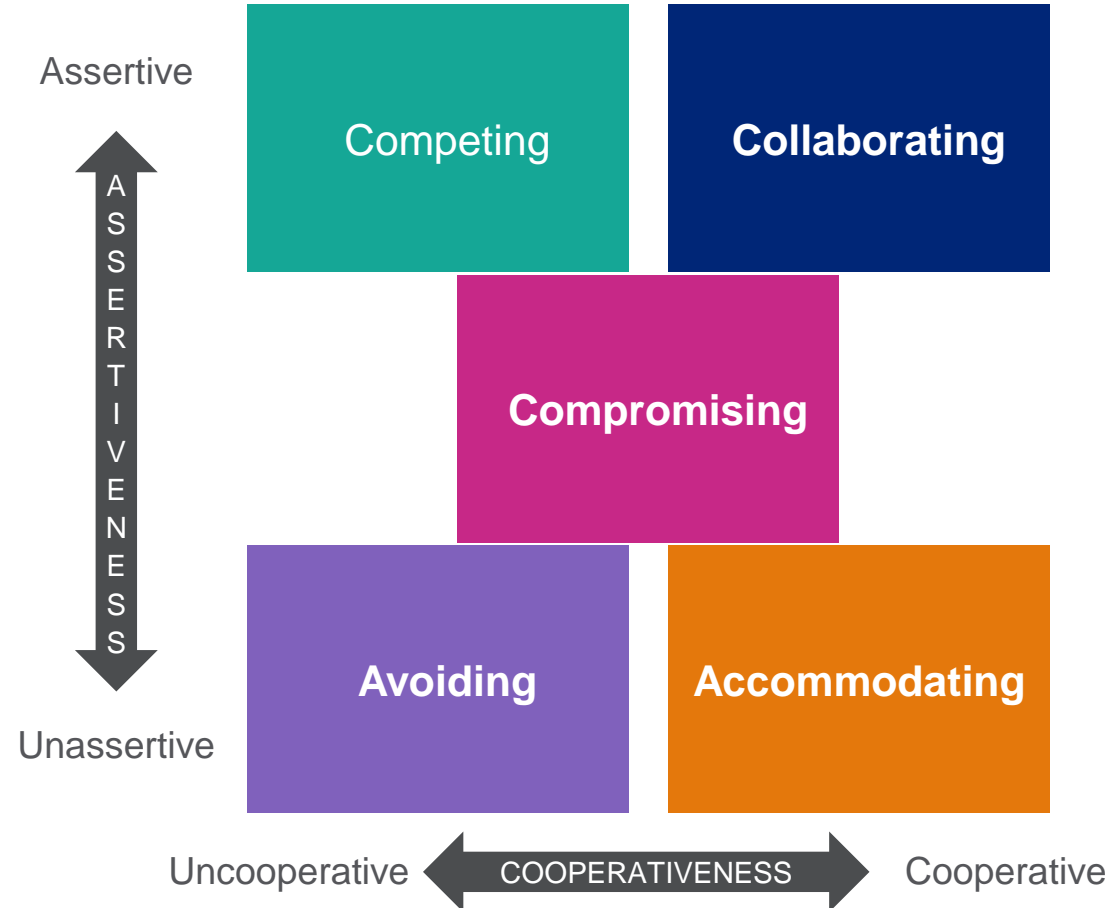 Assertive
Competing
Collaborating
ASSERTIVENESS
Compromising
Avoiding
Accommodating
Unassertive
Uncooperative
COOPERATIVENESS
Cooperative